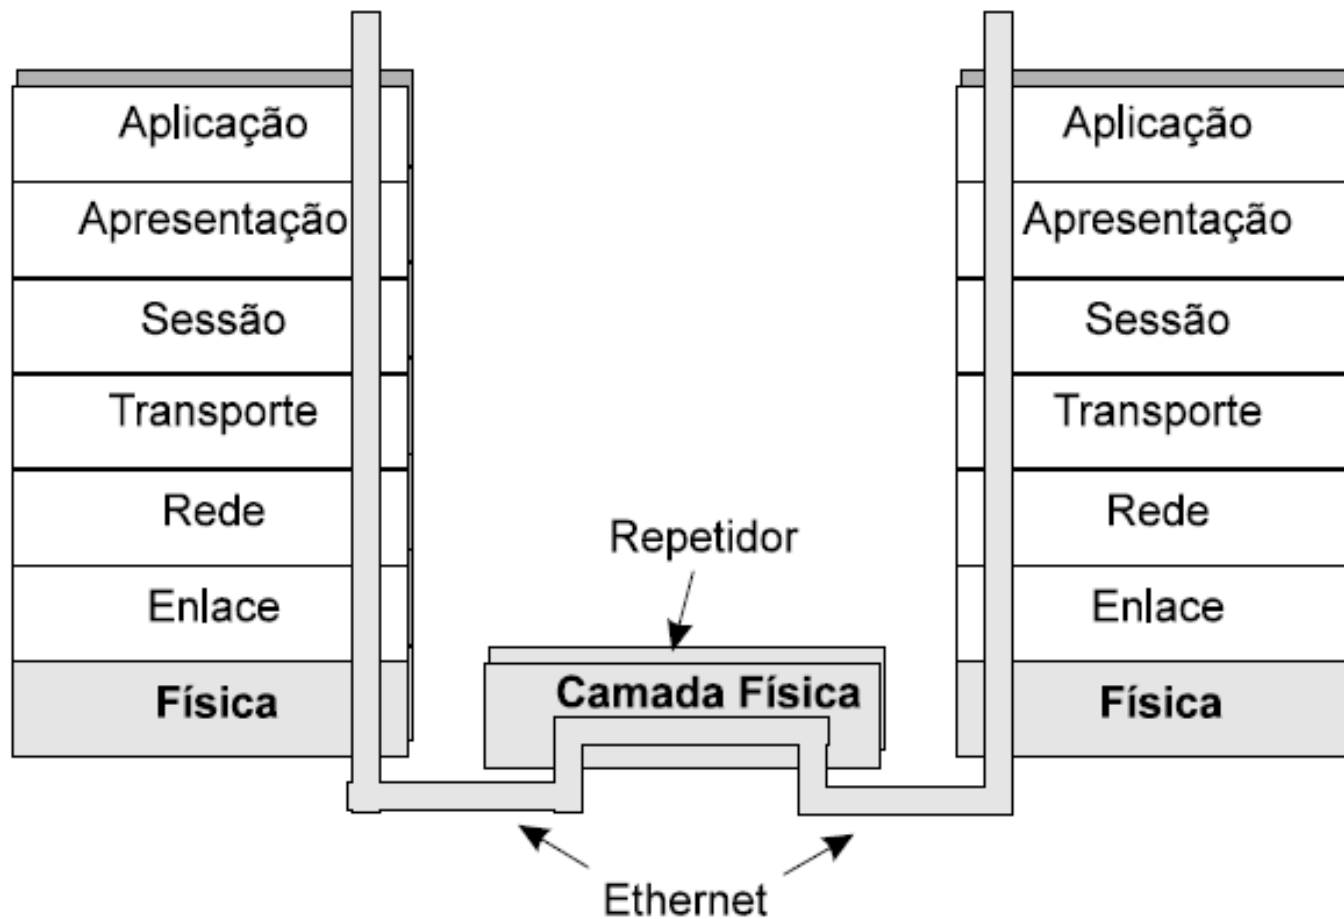 Aplicação
Apresentação
Sessão
Transporte
Rede
Enlace
Física
Repetidor
Camada Física
Ethernet
Aplicação
Apresentação
Sessão
Transporte
Rede
Enlace
Física